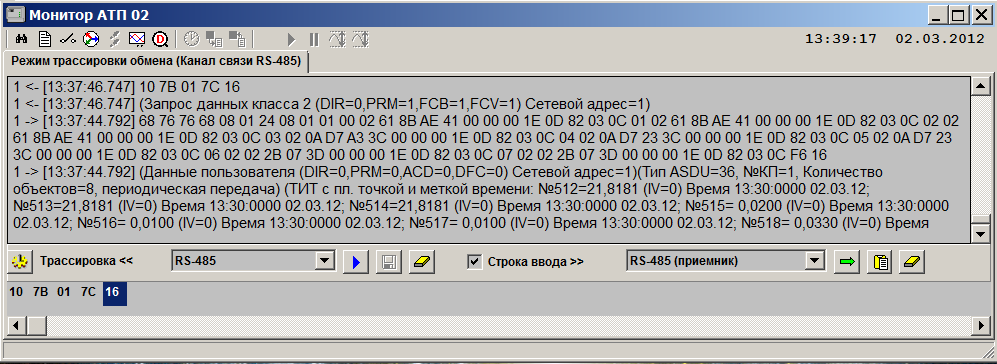 Монитор АТП 02
13:39:17 02.03.2012
Режим трассировки обмена (Канал связи RS-485)
1 <- [13:37:46.747] 10 7B 01 7C 16
1 <- [13:37:46.747] (Запрос данных класса 2 (DIR=0,PRM=1,FCB=1,FCV=1) Сетевой адрес=1)
1 -> [13:37:44.792] 68 76 76 68 08 01 24 08 01 01 00 02 61 8B AE 41 00 00 00 1E 0D 82 03 0C 01 02 61 8B AE 41 00 00 00 1E 0D 82 03 0C 02 02
61 8B AE 41 00 00 00 1E 0D 82 03 0C 03 02 0A D7 A3 3C 00 00 00 1E 0D 82 03 0C 04 02 0A D7 23 3C 00 00 00 1E 0D 82 03 0C 05 02 0A D7 23
3C 00 00 00 1E 0D 82 03 0C 06 02 02 2B 07 3D 00 00 00 1E 0D 82 03 0C 07 02 02 2B 07 3D 00 00 00 1E 0D 82 03 0C F6 16
1 -> [13:37:44.792] (Данные пользователя (DIR=0,PRM=0,ACD=0,DFC=0) Сетевой адрес=1)(Тип ASDU=36, №КП=1, Количество
объектов=8, периодическая передача) (ТИТ с пл. точкой и меткой времени: №512=21,8181 (IV=0) Время 13:30:0000 02.03.12;
№513=21,8181 (IV=0) Время 13:30:0000 02.03.12; №514=21,8181 (IV=0) Время 13:30:0000 02.03.12; №515= 0,0200 (IV=0) Время 13:30:0000
02.03.12; №516= 0,0100 (IV=0) Время 13:30:0000 02.03.12; №517= 0,0100 (IV=0) Время 13:30:0000 02.03.12; №518= 0,0330 (IV=0) Время
Трассировка << RS-485 Строка ввода >> RS-485 (приемник)
10 7B 01 7C 16